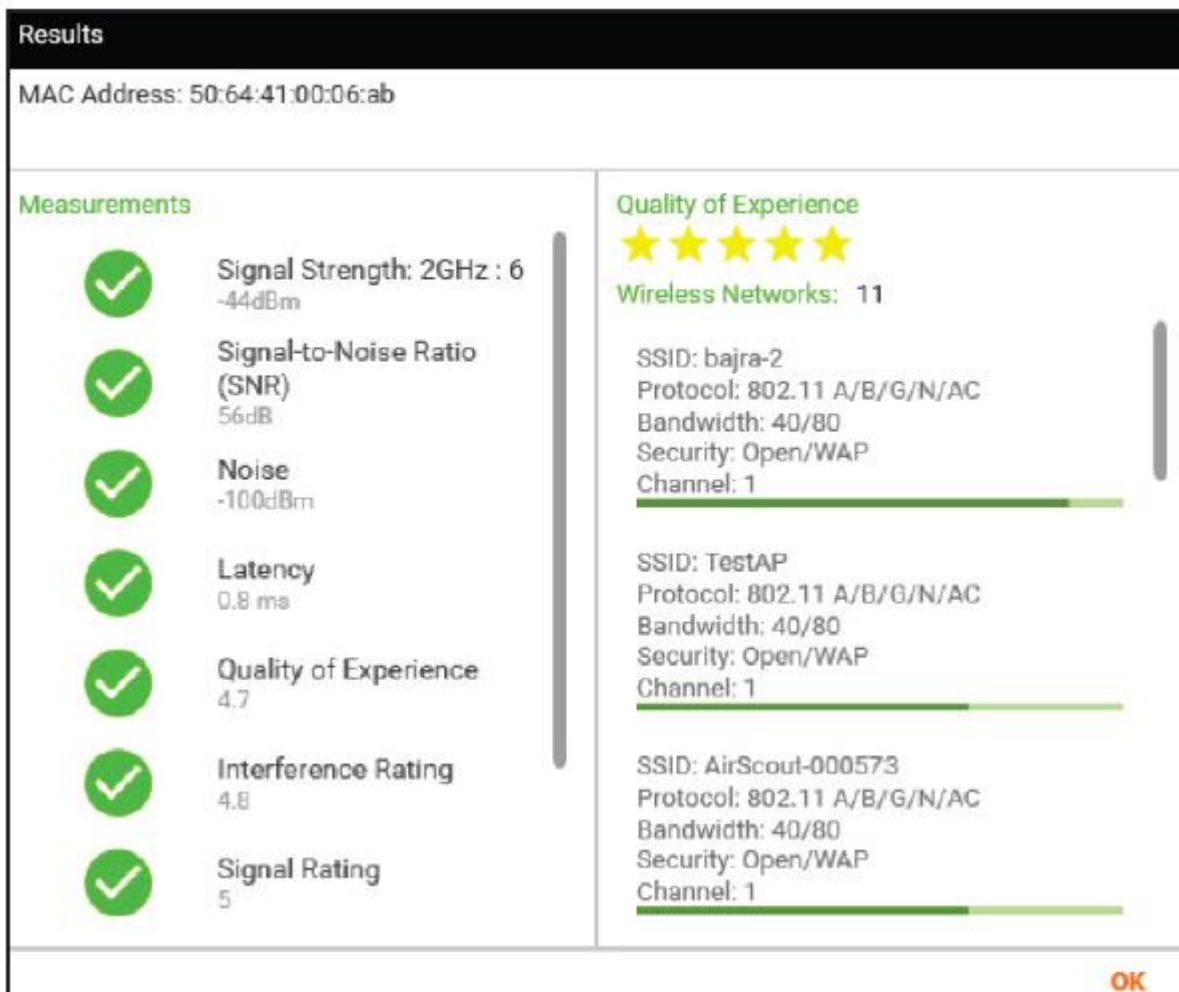 Results
MAC Address: 50:64:41:00:06:ab
Measurements
Signal Strength: 2GHz : 6
-44dBm
Signal-to-Noise Ratio
(SNR)
56dB
Noise
-100dBm
Latency
0.8 ms
Quality of Experience
4.7
Interference Rating
4.8
Signal Rating
5
Quality of Experience
Wireless Networks: 11
SSID: bajra-2
Protocol: 802.11 A/B/G/N/AC
Bandwidth: 40/80
Security: Open/WAP
Channel: 1
SSID: TestAP
Protocol: 802.11 A/B/G/N/AC
Bandwidth: 40/80
Security: Open/WAP
Channel: 1
SSID: AirScout-000573
Protocol: 802.11 A/B/G/N/AC
Bandwidth: 40/80
Security: Open/WAP
Channel: 1
OK